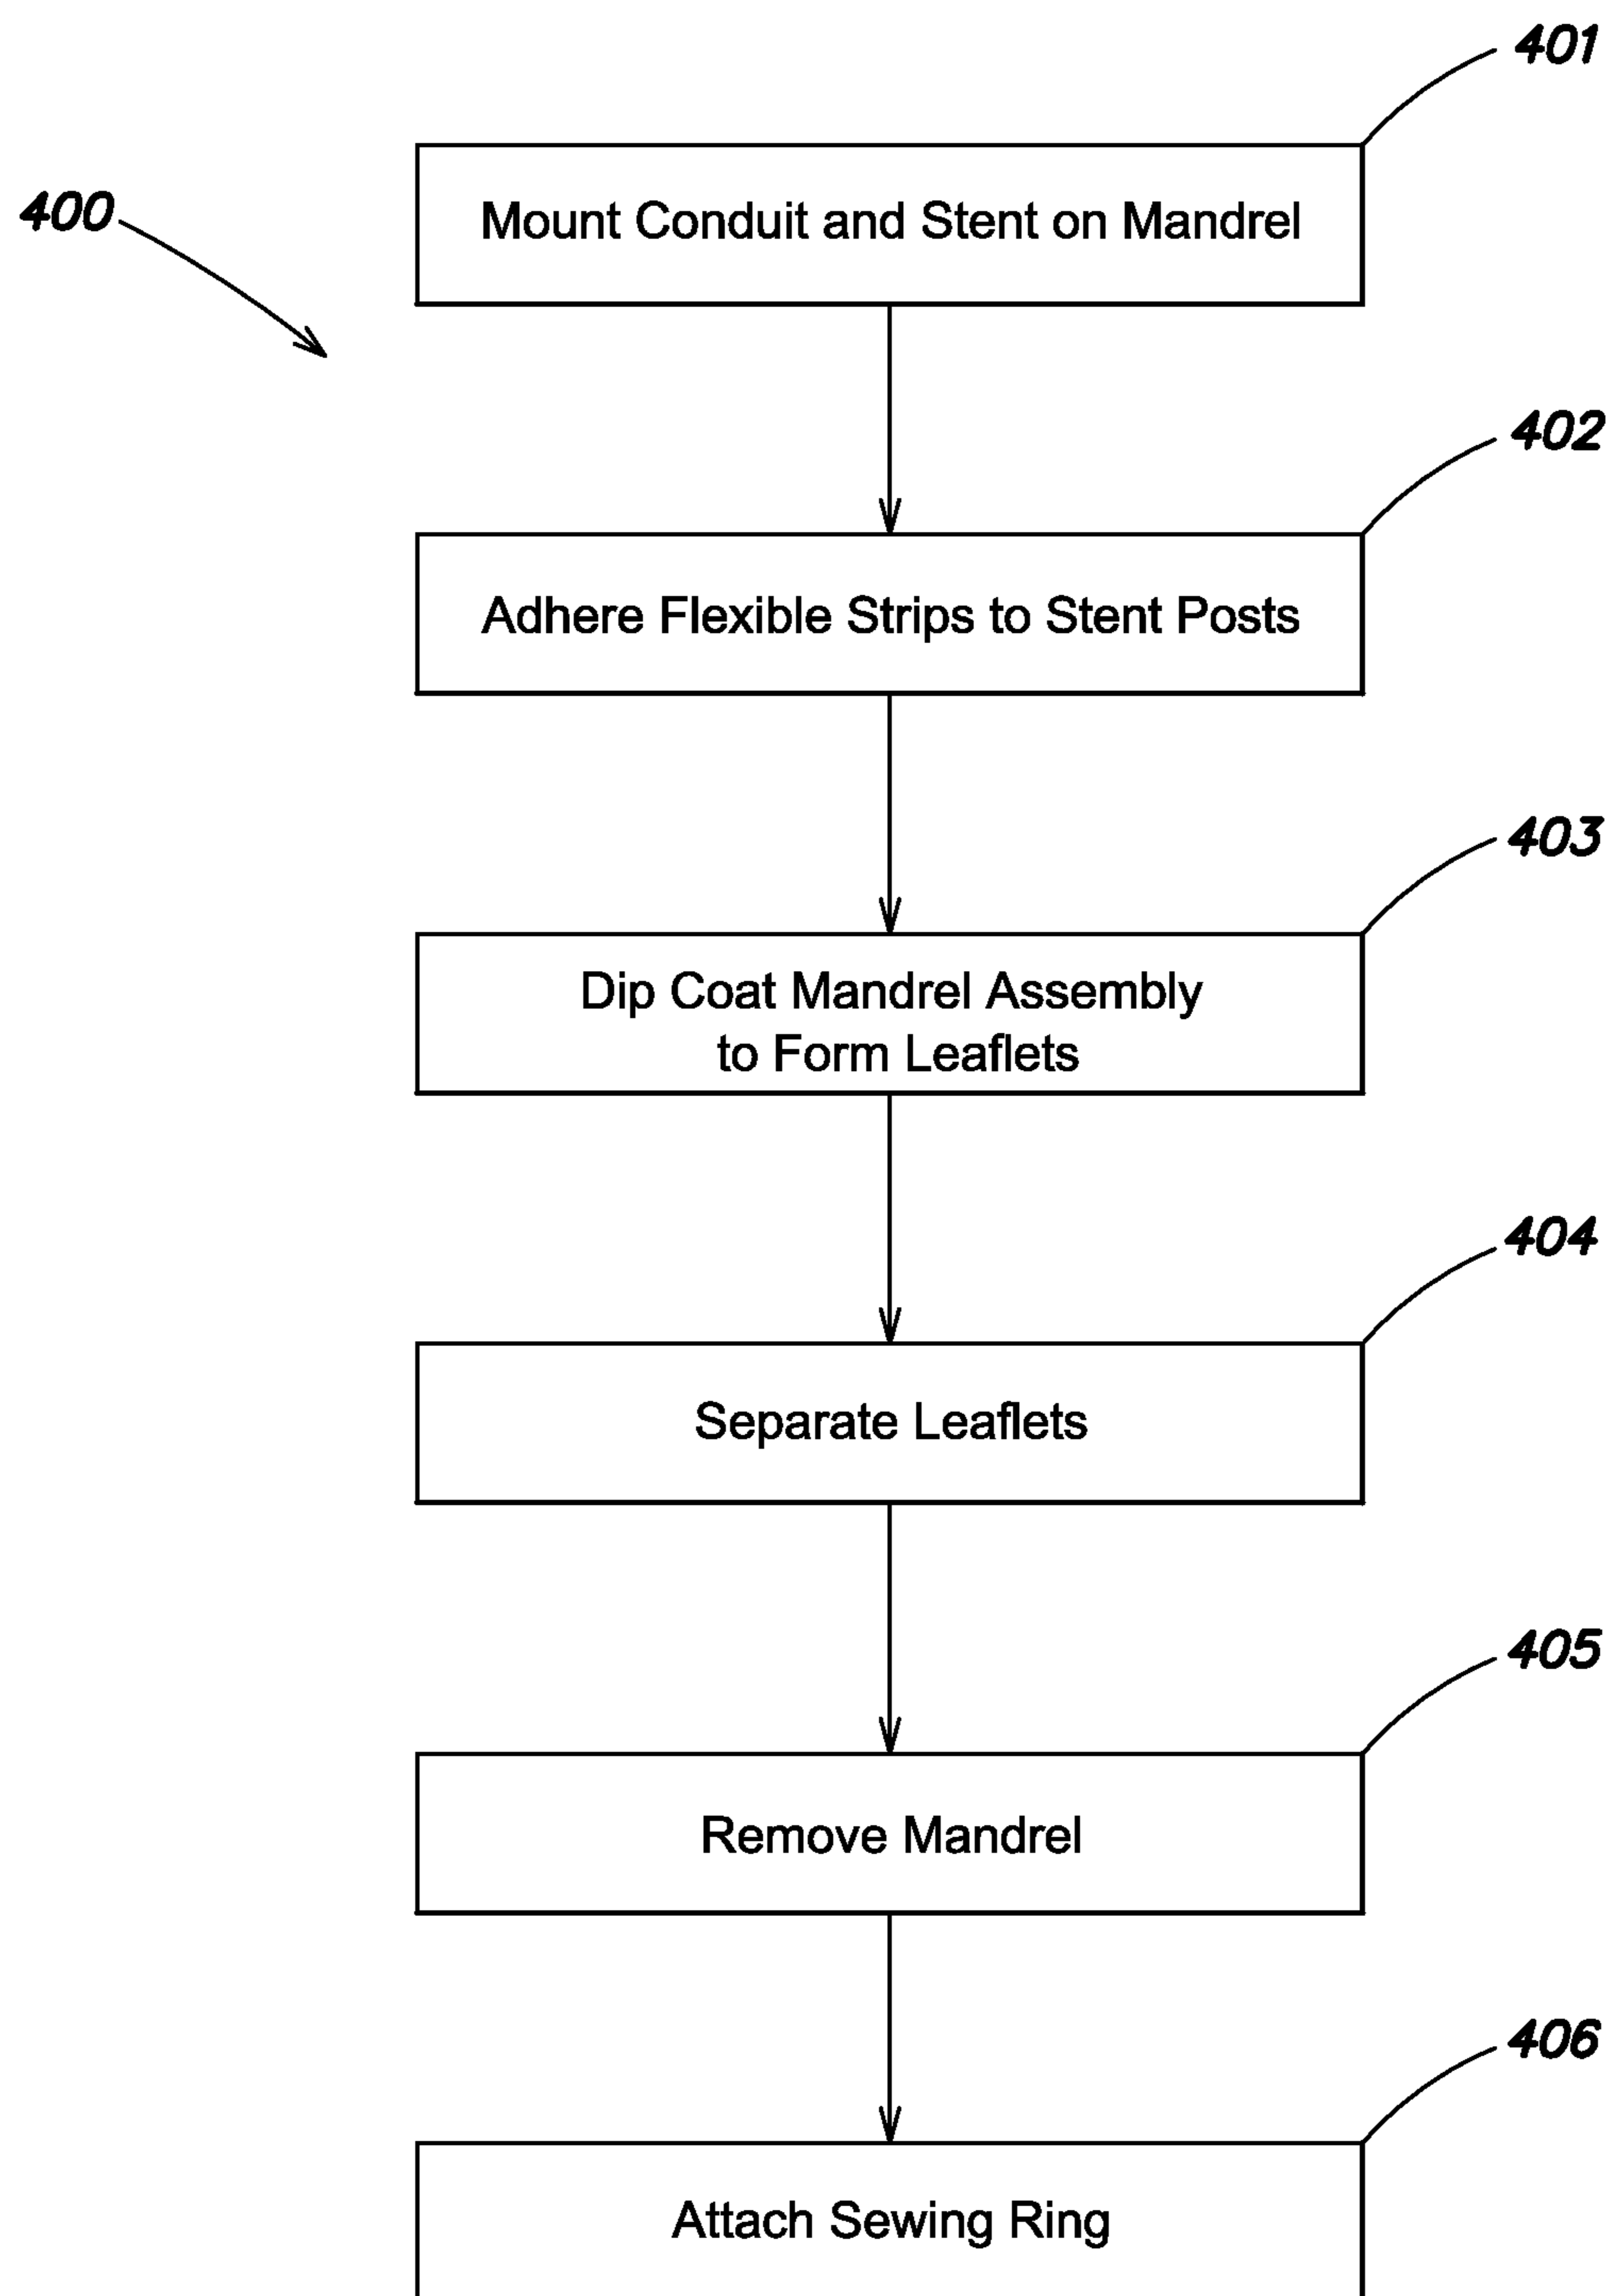 401
400
Mount Conduit and Stent on Mandrel
402
Adhere Flexible Strips to Stent Posts
403
Dip Coat Mandrel Assembly
to Form Leaflets
404
Separate Leaflets
405
Remove Mandrel
406
Attach Sewing Ring